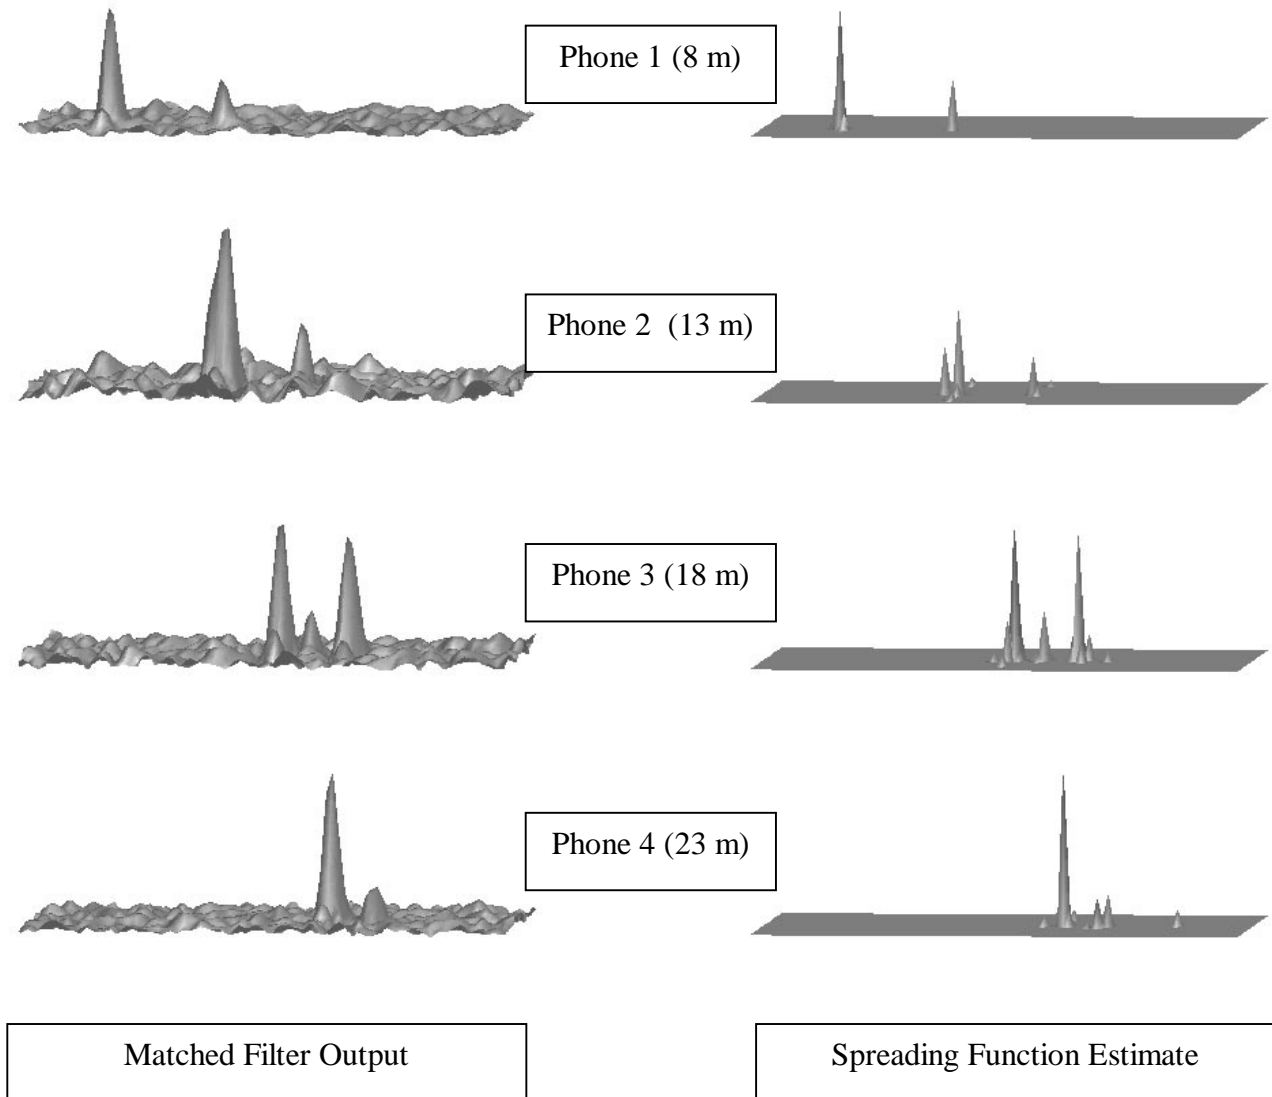 Phone 1 (8 m)
Phone 2 (13 m)
Phone 3 (18 m)
Phone 4 (23 m)
Matched Filter Output
Spreading Function Estimate